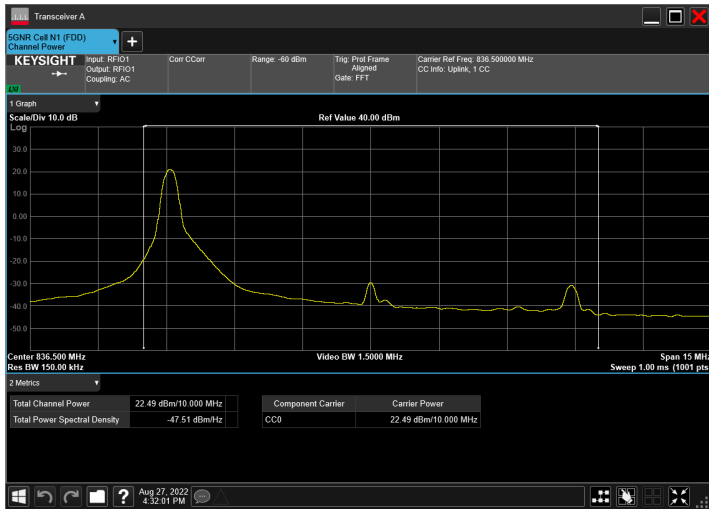 Transceiver A
5GNR Cell N1 (FDD)
Channel Power
KEYSIGHT
LXI
Input: RFIO1
Output: RFIO1
Coupling: AC
Corr CCorr
Range: -60 dBm
Trig: Prot Frame
Aligned
Gate: FFT
Carrier Ref Freq: 836.500000 MHz
CC Info: Uplink, 1 CC
1 Graph
Scale/Div 10.0 dB
Ref Value 40.00 dBm
Log
30.0
20.0
10.0
0.00
-10.0
-20.0
-30.0
-40.0
-50.0
Center 836.500 MHz
Video BW 1.5000 MHz
Span 15 MHz
Res BW 150.00 kHz
Sweep 1.00 ms (1001 pts
2 Metrics
Total Channel Power 22.49 dBm/10.000 MHz
Total Power Spectral Density -47.51 dBm/Hz
Component Carrier Carrier Power
CC0 22.49 dBm/10.000 MHz
?
Aug 27, 2022
4:32:01 PM